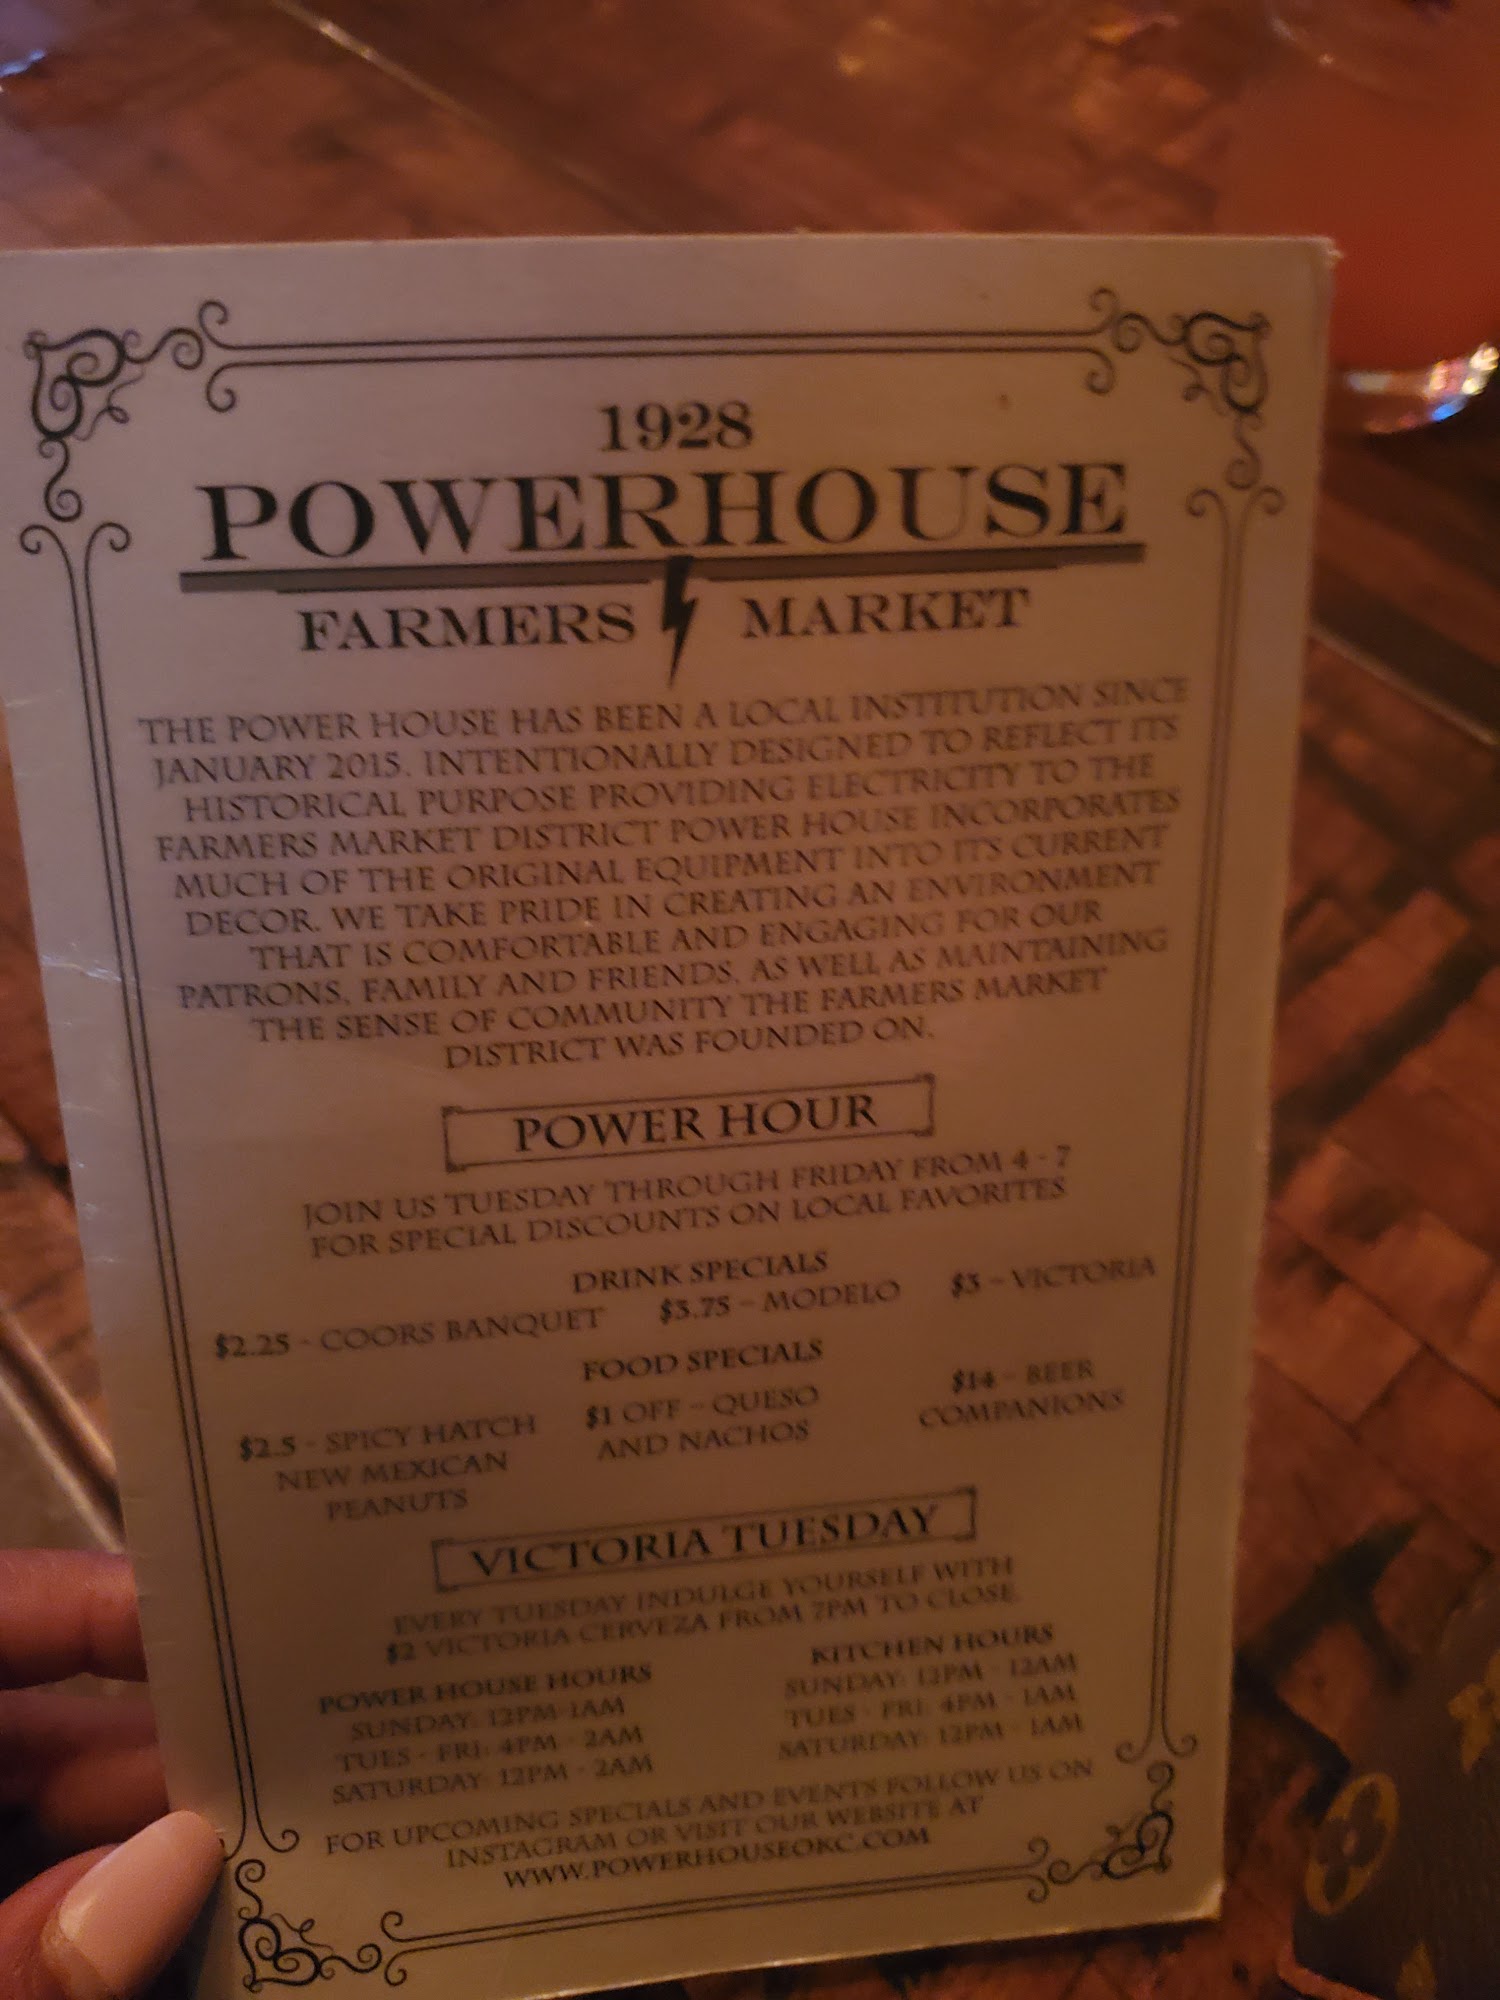 1928
POWERHOUSE
FARMERS MARKET
THE POWER HOUSE HAS BEEN A LOCAL INSTITUTION SINCE
JANUARY 2015. INTENTIONALLY DESIGNED TO REFLECT ITS
HISTORICAL PURPOSE PROVIDING ELECTRICITY TO THE
FARMERS MARKET DISTRICT POWER HOUSE INCORPORATES
MUCH OF THE ORIGINAL EQUIPMENT INTO ITS CURRENT
DECOR. WE TAKE PRIDE IN CREATING AN ENVIRONMENT
THAT IS COMFORTABLE AND ENGAGING FOR OUR
PATRONS, FAMILY AND FRIENDS, AS WELL AS MAINTAINING
THE SENSE OF COMMUNITY THE FARMERS MARKET
DISTRICT WAS FOUNDED ON.
POWER HOUR
JOIN US TUESDAY THROUGH FRIDAY FROM 4 - 7
FOR SPECIAL DISCOUNTS ON LOCAL FAVORITES
DRINK SPECIALS
$2.25 - COORS BANQUET $3.75 - MODELO $3 - VICTORIA
FOOD SPECIALS
$2.5 - SPICY HATCH
NEW MEXICAN
PEANUTS
$1 OFF - QUESO
AND NACHOS
$14 - BEER
COMPANIONS
VICTORIA TUESDAY
EVERY TUESDAY INDULGE YOURSELF WITH
$2 VICTORIA CERVEZA FROM 7PM TO CLOSE.
POWER HOUSE HOURS
SUNDAY: 12PM-1AM
TUES - FRI: 4PM - 2AM
SATURDAY: 12PM - 2AM
KITCHEN HOURS
SUNDAY: 12PM - 12AM
TUES - FRI: 4PM - 1AM
SATURDAY: 12PM - 1AM
FOR UPCOMING SPECIALS AND EVENTS FOLLOW US ON
INSTAGRAM OR VISIT OUR WEBSITE AT
WWW.POWERHOUSEOKC.COM